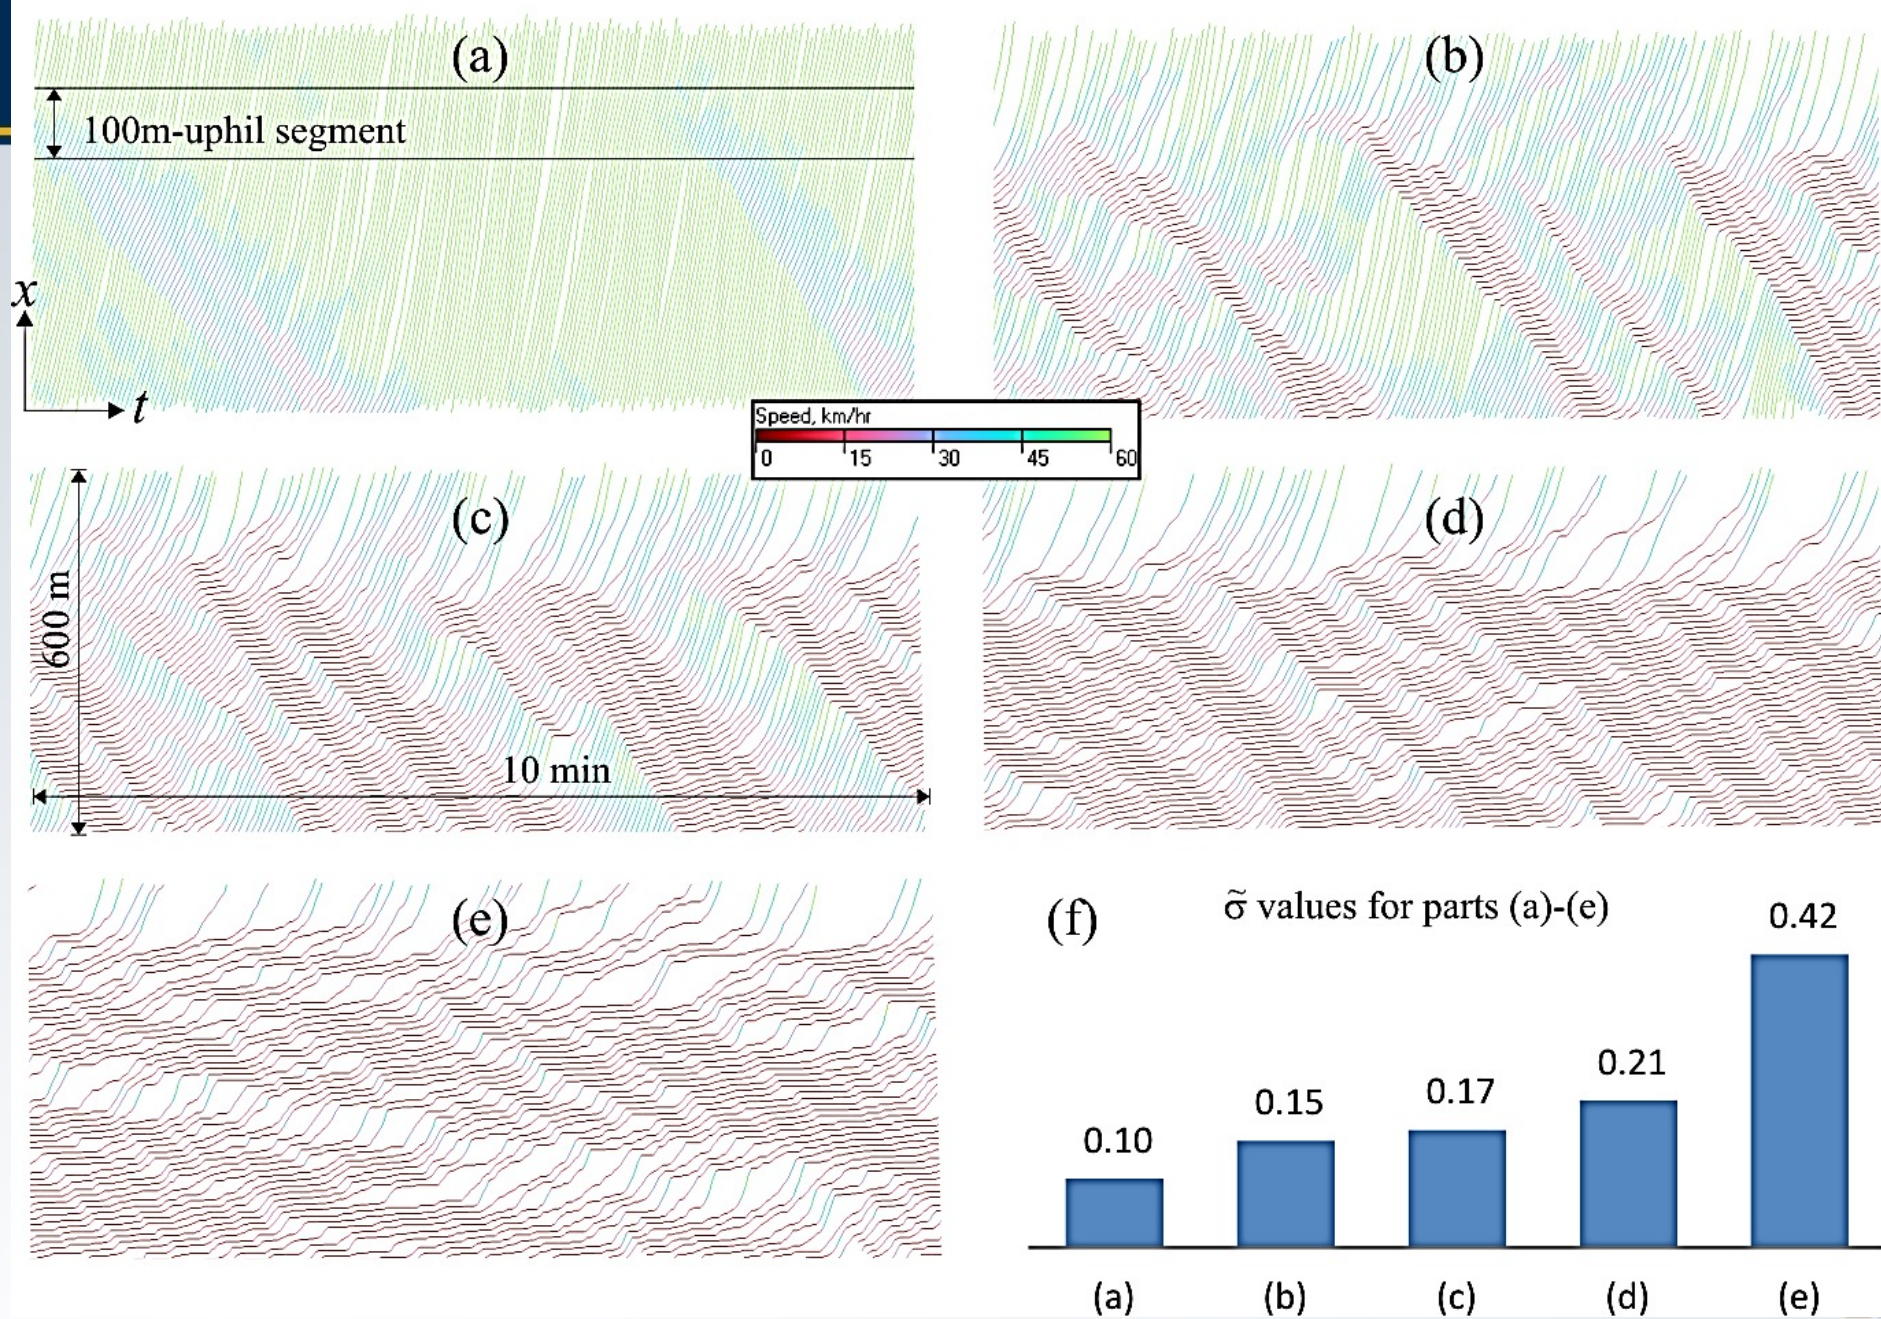 (a)
(b)
100m-uphil segment
x
t
Speed, km/hr
0 15 30 45 60
(c)
(d)
600 m
10 min
(e)
(f)
σ̃ values for parts (a)-(e)
0.10
0.15
0.17
0.21
0.42
(a) (b) (c) (d) (e)